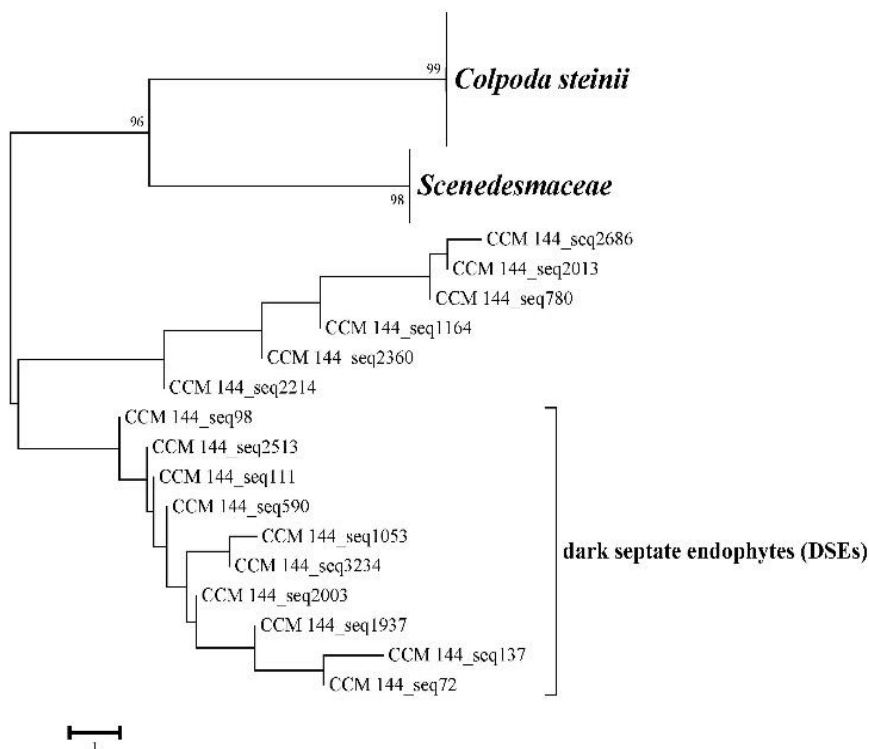 99
Colpoda steinii
96
98
Scenedesmaceae
CCM 144_seq2686
CCM 144_seq2013
CCM 144_seq780
CCM 144_seq1164
CCM 144_seq2360
CCM 144_seq2214
CCM 144_seq98
CCM 144_seq2513
CCM 144_seq111
CCM 144_seq590
CCM 144_seq1053
dark septate endophytes (DSEs)
CCM 144_seq3234
CCM 144_seq2003
CCM 144_seq1937
CCM 144_seq137
CCM 144_seq72
1